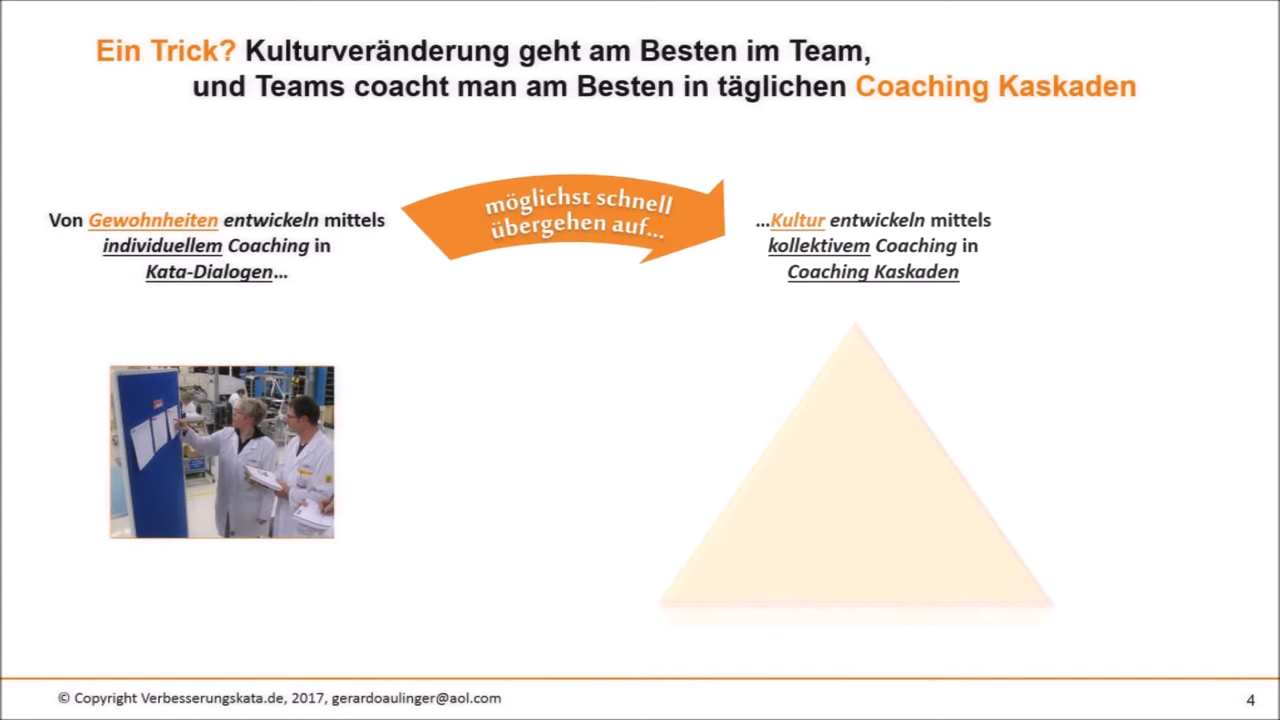 Ein Trick? Kulturveränderung geht am Besten im Team,
und Teams coacht man am Besten in täglichen Coaching Kaskaden
möglichst schnell
übergehen auf...
Von Gewohnheiten entwickeln mittels
individuellem Coaching in
Kata-Dialogen...
...Kultur entwickeln mittels
kollektivem Coaching in
Coaching Kaskaden
© Copyright Verbesserungskata.de, 2017, gerardoaulinger@aol.com
4